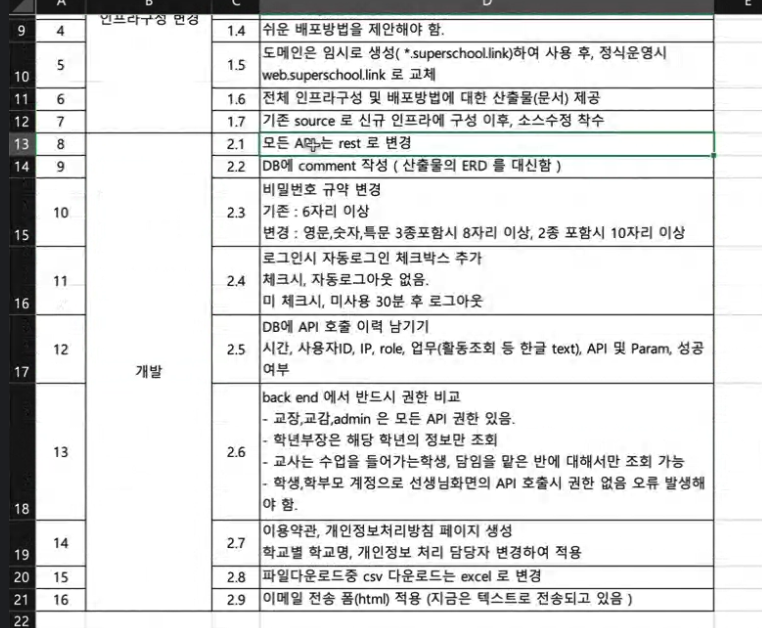 A B C D E
인프라구성 변경
9 4 1.4 쉬운 배포방법을 제안해야 함.
10 5 1.5 도메인은 임시로 생성( *.superschool.link)하여 사용 후, 정식운영시
web.superschool.link 로 교체
11 6 1.6 전체 인프라구성 및 배포방법에 대한 산출물(문서) 제공
12 7 1.7 기존 source 로 신규 인프라에 구성 이후, 소스수정 착수
13 8 2.1 모든 API는 rest 로 변경
14 9 2.2 DB에 comment 작성 ( 산출물의 ERD 를 대신함 )
15 10 2.3 비밀번호 규약 변경
기존 : 6자리 이상
변경 : 영문,숫자,특문 3종포함시 8자리 이상, 2종 포함시 10자리 이상
16 11 2.4 로그인시 자동로그인 체크박스 추가
체크시, 자동로그아웃 없음.
미 체크시, 미사용 30분 후 로그아웃
17 12 개발 2.5 DB에 API 호출 이력 남기기
시간, 사용자ID, IP, role, 업무(활동조회 등 한글 text), API 및 Param, 성공
여부
18 13 2.6 back end 에서 반드시 권한 비교
- 교장,교감,admin 은 모든 API 권한 있음.
- 학년부장은 해당 학년의 정보만 조회
- 교사는 수업을 들어가는학생, 담임을 맡은 반에 대해서만 조회 가능
- 학생,학부모 계정으로 선생님화면의 API 호출시 권한 없음 오류 발생해
야 함.
19 14 2.7 이용약관, 개인정보처리방침 페이지 생성
학교별 학교명, 개인정보 처리 담당자 변경하여 적용
20 15 2.8 파일다운로드중 csv 다운로드는 excel 로 변경
21 16 2.9 이메일 전송 폼(html) 적용 (지금은 텍스트로 전송되고 있음 )
22